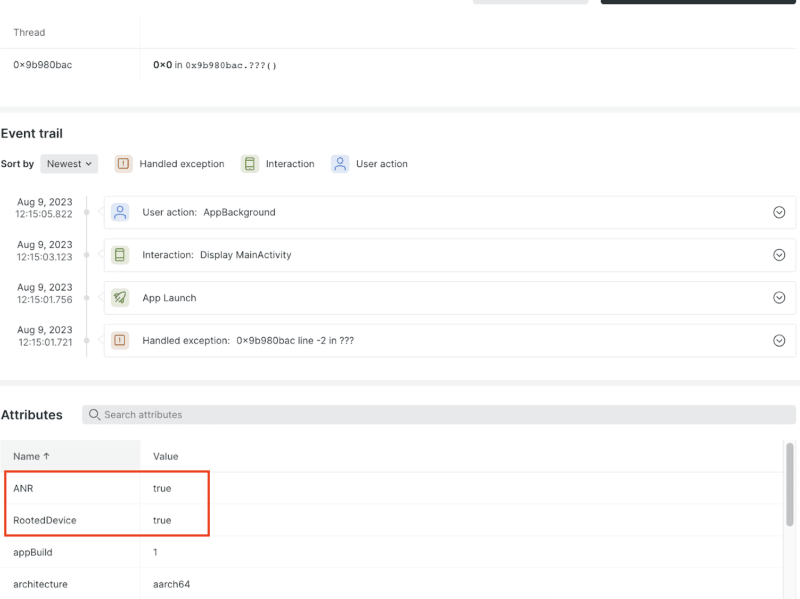 Thread
0x9b980bac 0x0 in 0x9b980bac.???()
Event trail
Sort by Newest Handled exception Interaction User action
Aug 9, 2023
12:15:05.822
User action: AppBackground
Aug 9, 2023
12:15:03.123
Interaction: Display MainActivity
Aug 9, 2023
12:15:01.756
App Launch
Aug 9, 2023
12:15:01.721
Handled exception: 0x9b980bac line -2 in ???
Attributes Search attributes
Name ↑ Value
ANR true
RootedDevice true
appBuild 1
architecture aarch64